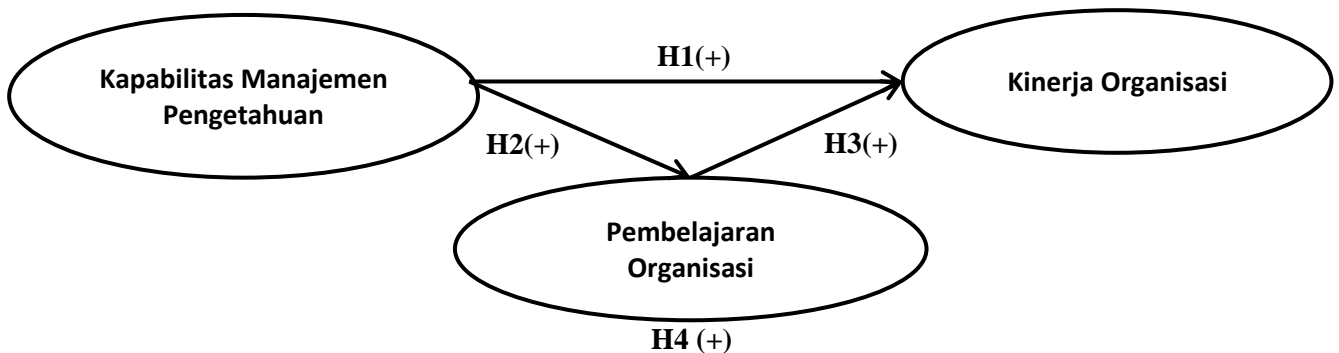 Kapabilitas Manajemen
Pengetahuan
H1(+)
Kinerja Organisasi
H2(+)
H3(+)
Pembelajaran
Organisasi
H4 (+)